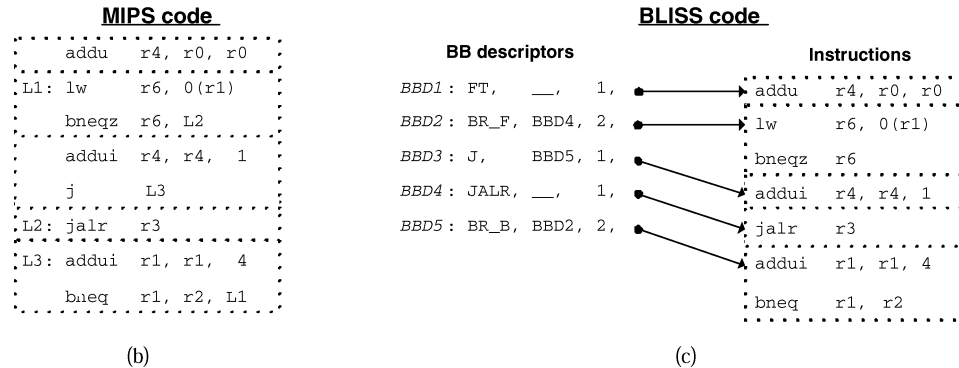 MIPS code
addu r4, r0, r0
L1: lw r6, 0(r1)
bneqz r6, L2
addui r4, r4, 1
j L3
L2: jalr r3
L3: addui r1, r1, 4
bneq r1, r2, L1
(b)
BLISS code
BB descriptors
BBD1: FT, __, 1,
BBD2: BR_F, BBD4, 2,
BBD3: J, BBD5, 1,
BBD4: JALR, __, 1,
BBD5: BR_B, BBD2, 2,
Instructions
addu r4, r0, r0
lw r6, 0(r1)
bneqz r6
addui r4, r4, 1
jalr r3
addui r1, r1, 4
bneq r1, r2
(c)